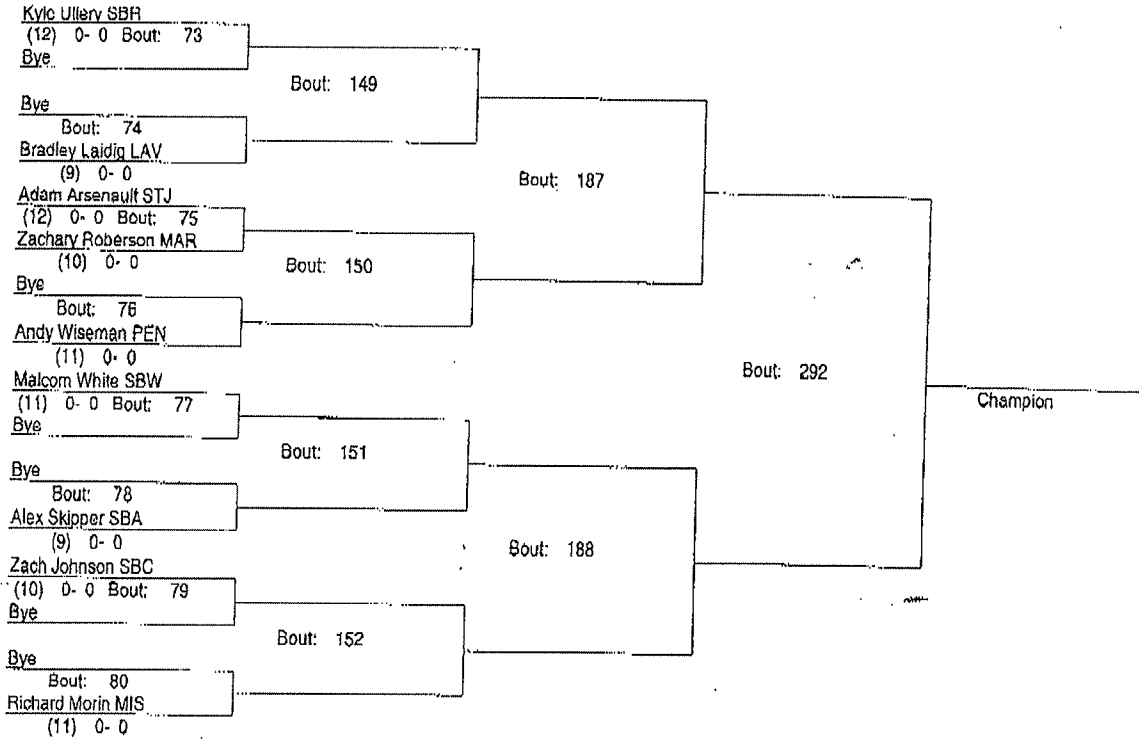 Kyle Ullery SBR
(12) 0- 0 Bout: 73
Bye
Bout: 149
Bye
Bout: 74
Bradley Laidig LAV
(9) 0- 0
Bout: 187
Adam Arsenault STJ
(12) 0- 0 Bout: 75
Zachary Roberson MAR
(10) 0- 0
Bout: 150
Bye
Bout: 76
Andy Wiseman PEN
(11) 0- 0
Bout: 292
Champion
Malcom White SBW
(11) 0- 0 Bout: 77
Bye
Bout: 151
Bye
Bout: 78
Alex Skipper SBA
(9) 0- 0
Bout: 188
Zach Johnson SBC
(10) 0- 0 Bout: 79
Bye
Bout: 152
Bye
Bout: 80
Richard Morin MIS
(11) 0- 0